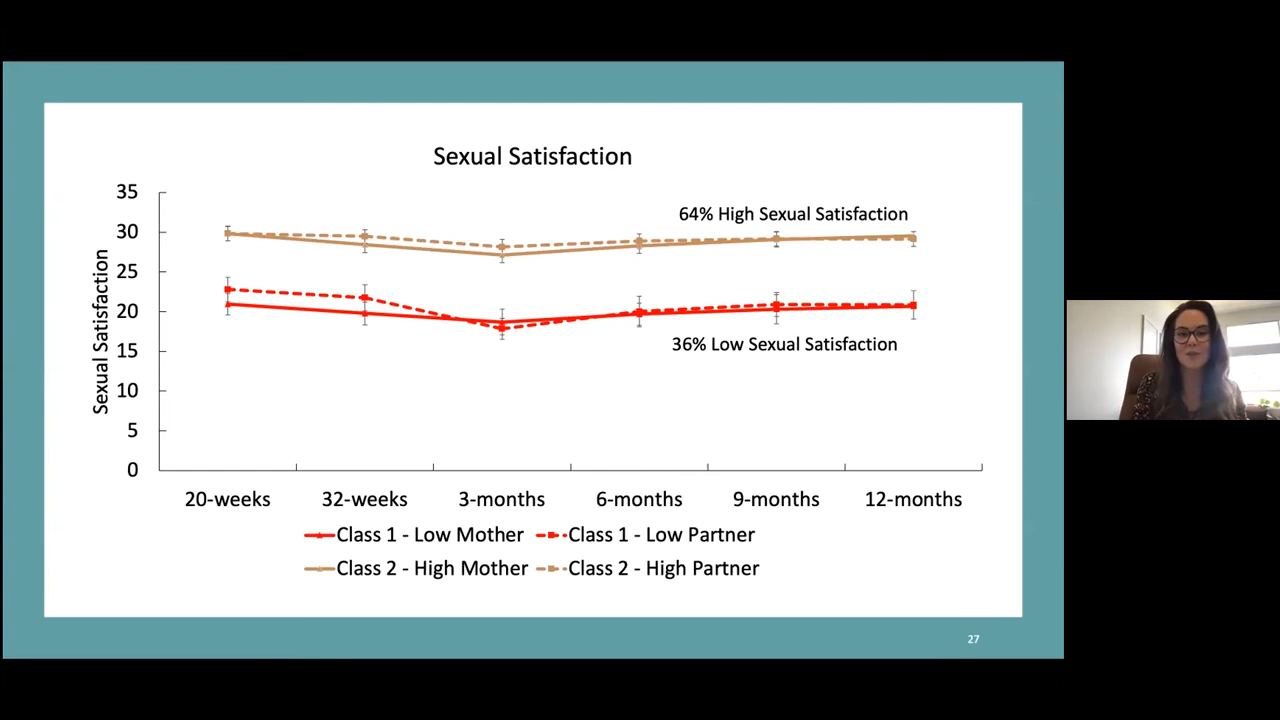 Sexual Satisfaction
35
30
25
20
15
10
5
0
Sexual Satisfaction
64% High Sexual Satisfaction
36% Low Sexual Satisfaction
20-weeks 32-weeks 3-months 6-months 9-months 12-months
Class 1 - Low Mother Class 1 - Low Partner
Class 2 - High Mother Class 2 - High Partner
27